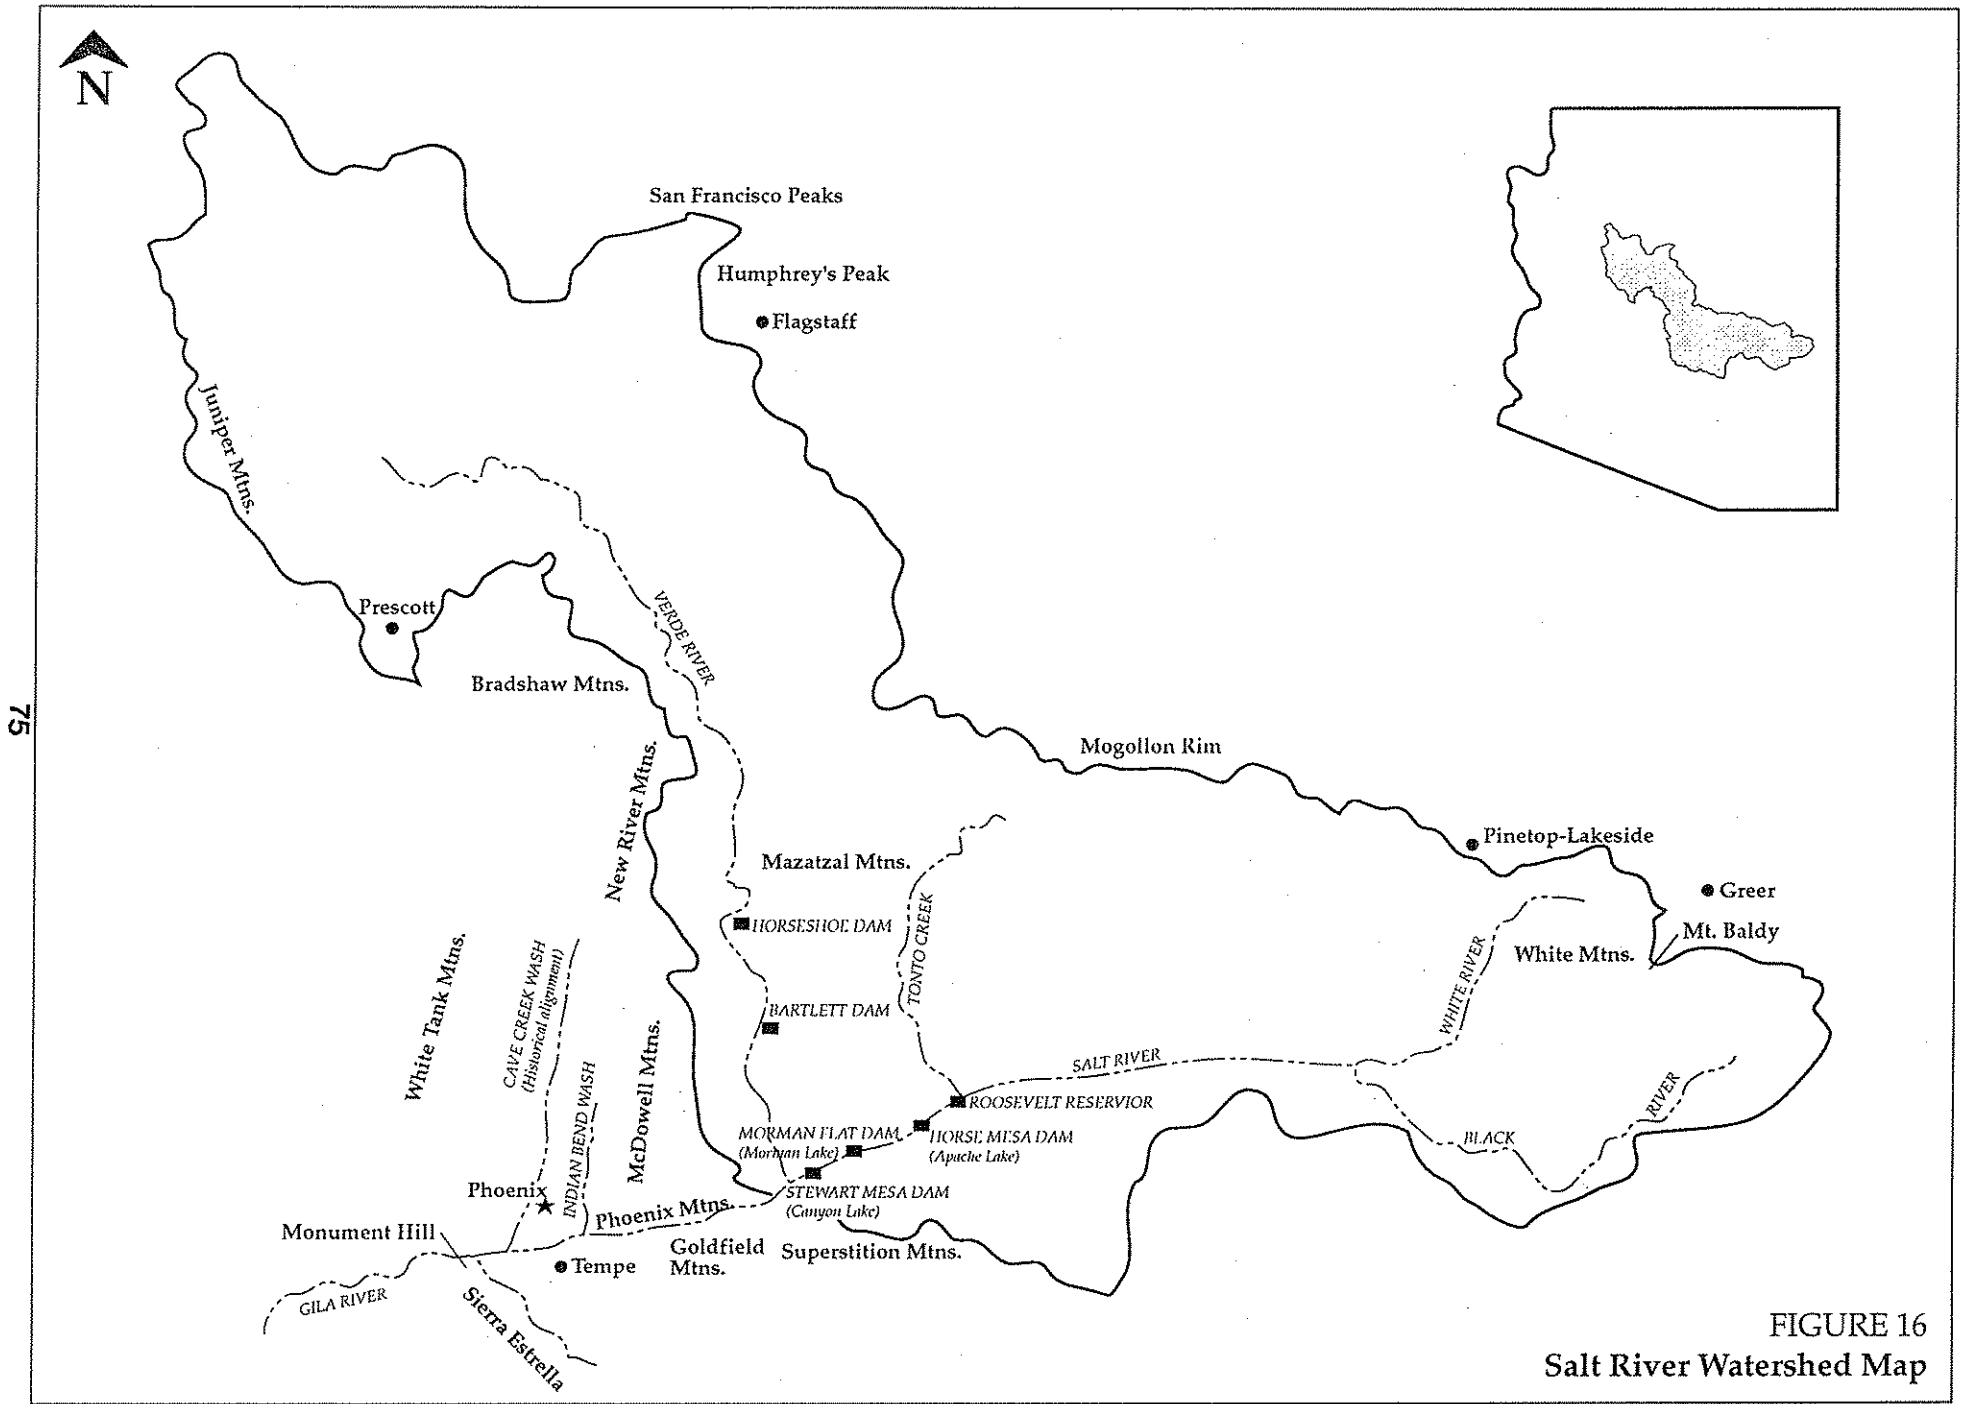 N
San Francisco Peaks
Humphrey's Peak
Flagstaff
Juniper Mtns.
Prescott
VERDE RIVER
Bradshaw Mtns.
75
New River Mtns.
Mogollon Rim
Pinetop-Lakeside
Greer
Mt. Baldy
White Mtns.
WHITE RIVER
Mazatzal Mtns.
TONTO CREEK
HORSESHOE DAM
White Tank Mtns.
CAVE CREEK WASH
(Historical alignment)
INDIAN BEND WASH
McDowell Mtns.
BARTLETT DAM
SALT RIVER
ROOSEVELT RESERVIOR
BLACK
RIVER
MORMAN FLAT DAM
(Morman Lake)
HORSE MESA DAM
(Apache Lake)
STEWART MESA DAM
(Canyon Lake)
Phoenix
Phoenix Mtns.
Monument Hill
Goldfield
Mtns.
Superstition Mtns.
Tempe
GILA RIVER
Sierra Estrella
FIGURE 16
Salt River Watershed Map